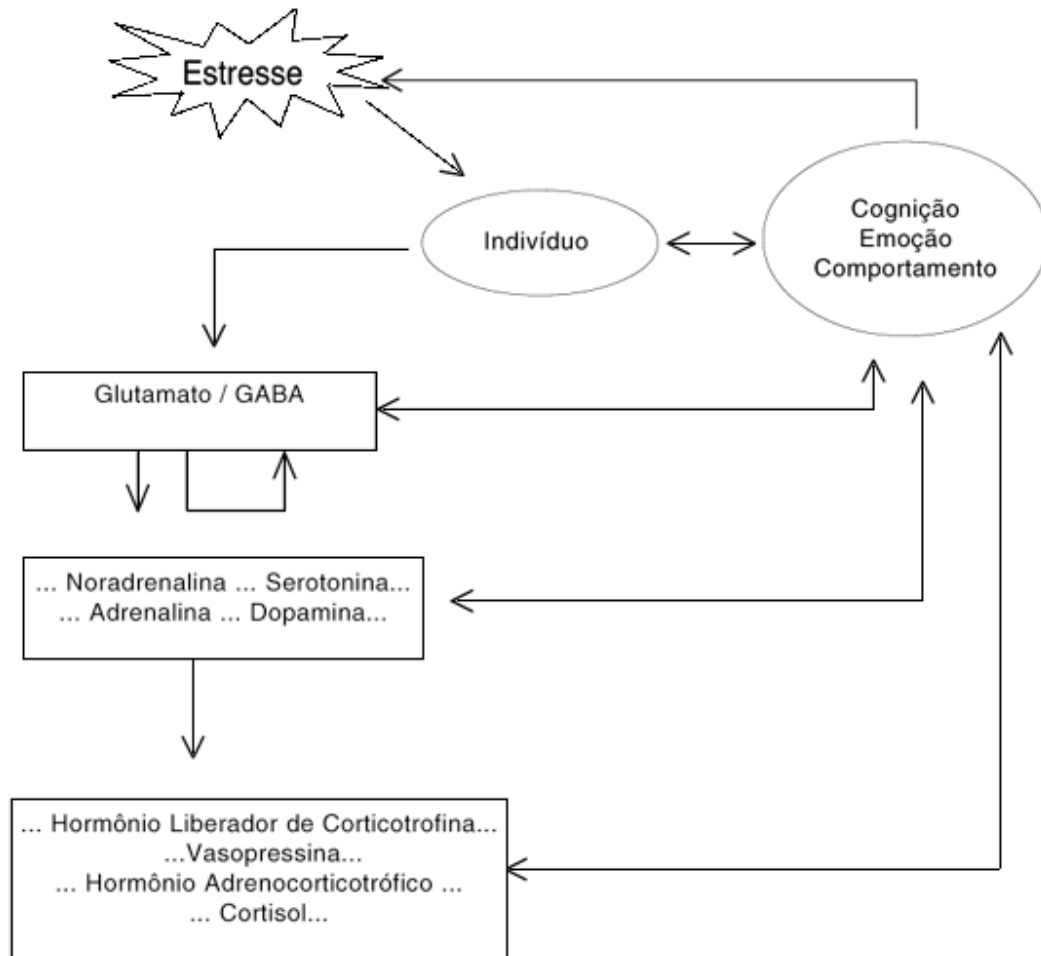 Estresse
Indivíduo
Cognição
Emoção
Comportamento
Glutamato / GABA
... Noradrenalina ... Serotonina...
... Adrenalina ... Dopamina...
... Hormônio Liberador de Corticotrofina...
...Vasopressina...
... Hormônio Adrenocorticotrófico ...
... Cortisol...